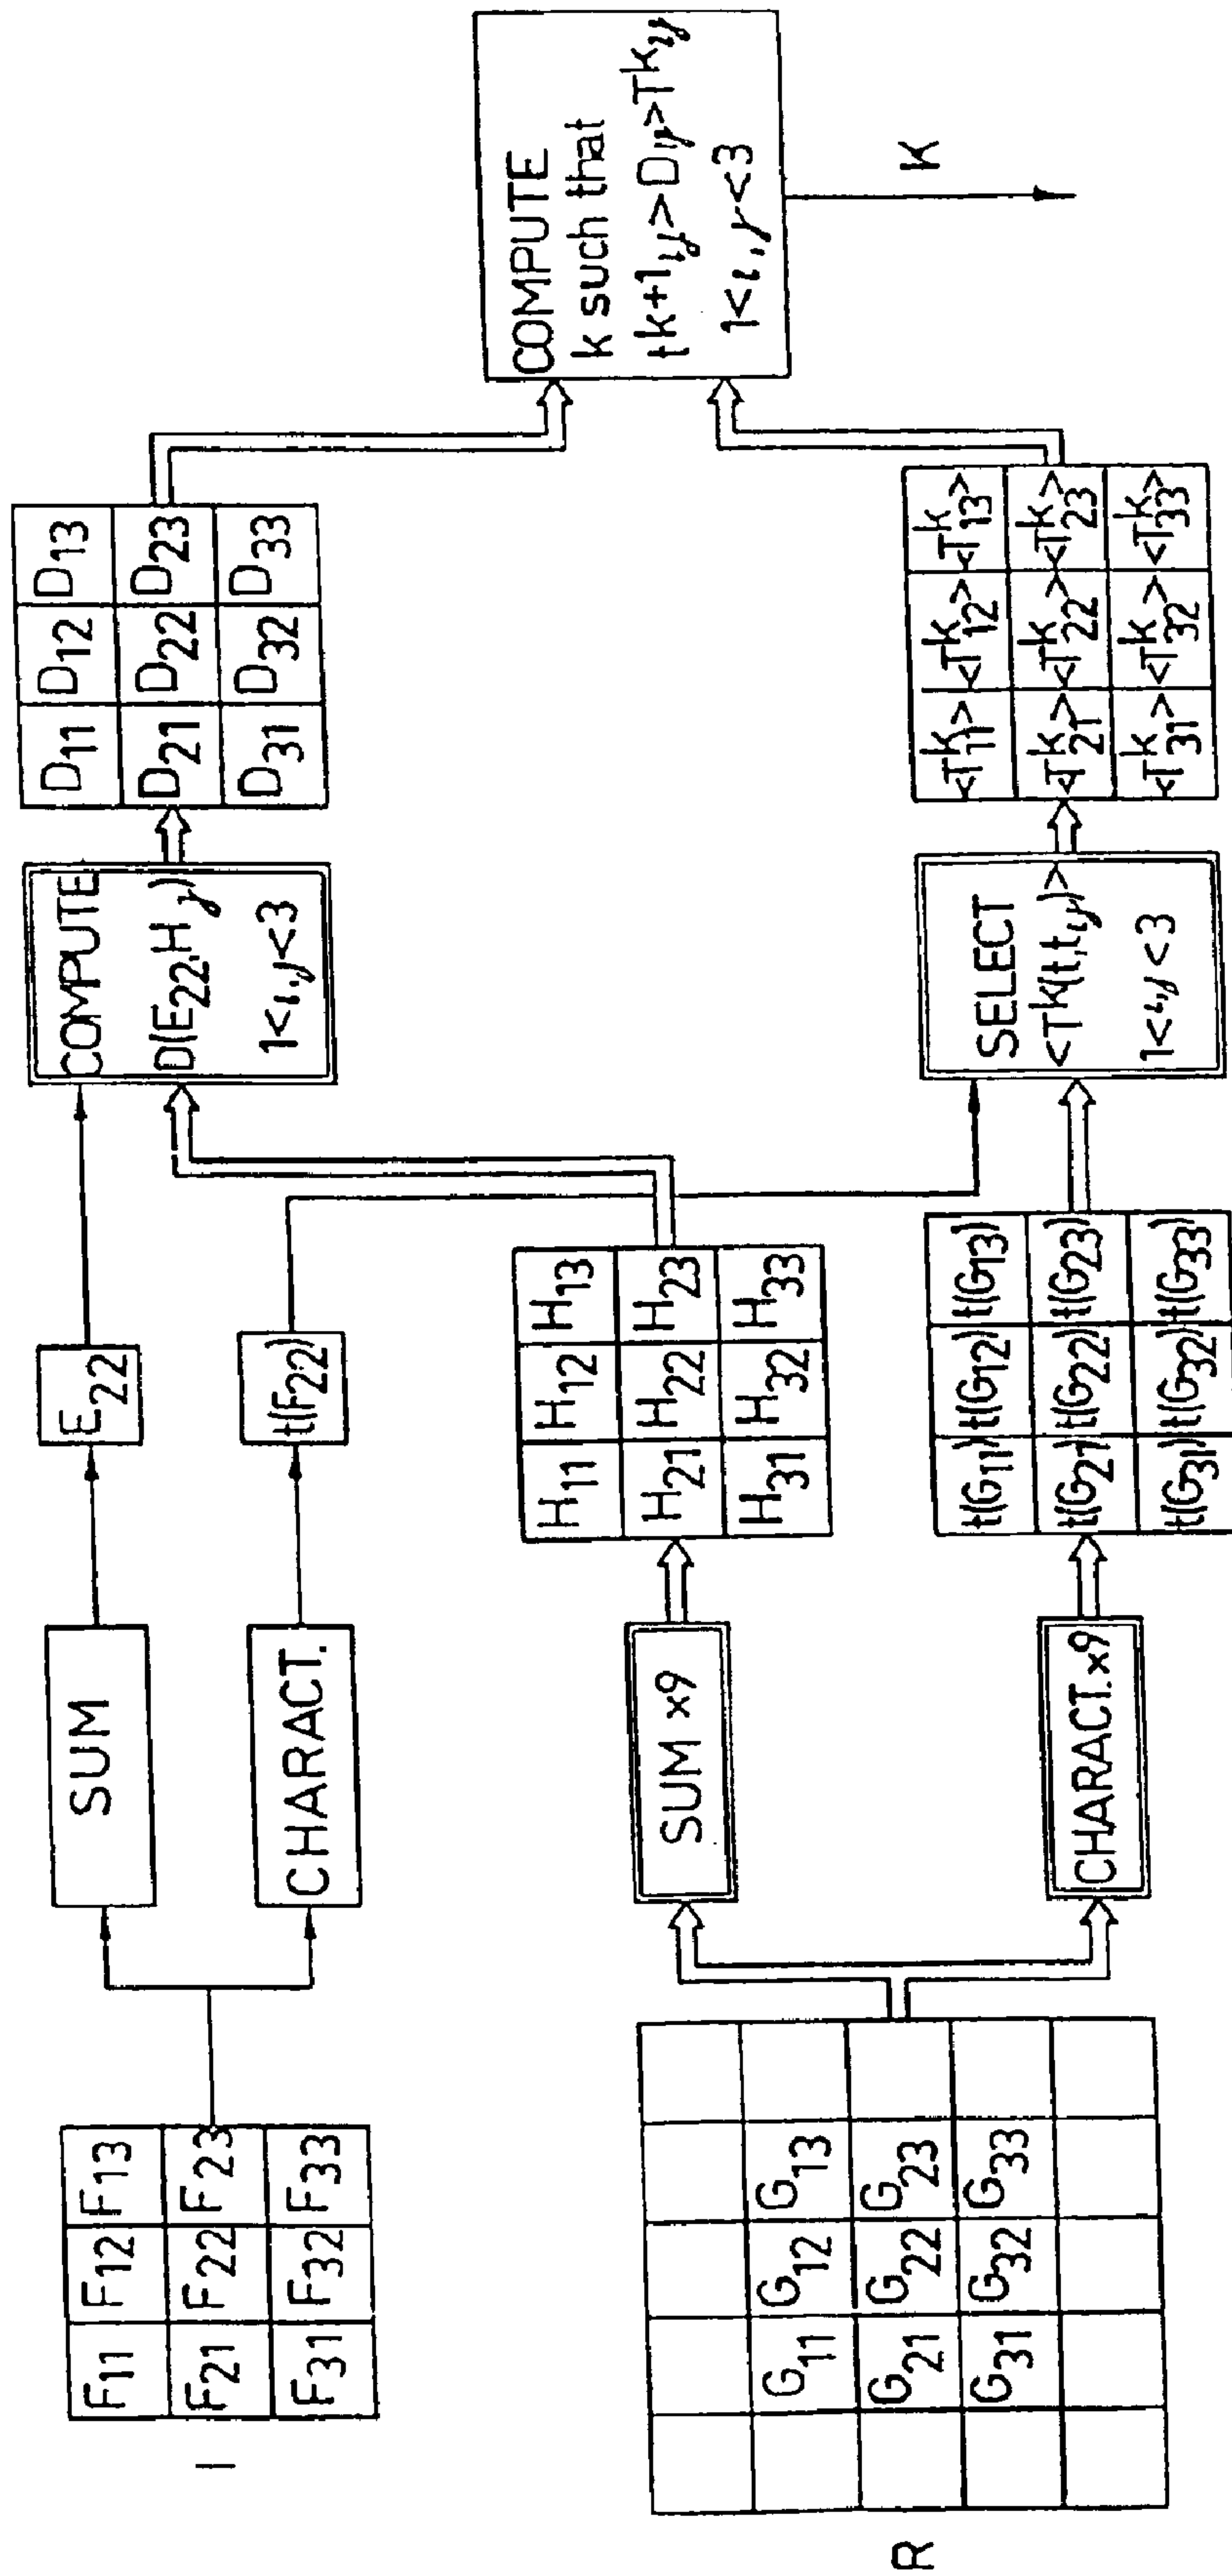 I
F11 F12 F13
F21 F22 F23
F31 F32 F33
SUM
CHARACT.
E22
t(F22)
COMPUTE
D(E22,H j)
1<i,j<3
D11 D12 D13
D21 D22 D23
D31 D32 D33
R
G11 G12 G13
G21 G22 G23
G31 G32 G33
SUM x9
CHARACT.x9
H11 H12 H13
H21 H22 H23
H31 H32 H33
t(G11) t(G12) t(G13)
t(G21) t(G22) t(G23)
t(G31) t(G32) t(G33)
SELECT
<Tk(t,tij)>
1<i,j<3
<Tk11> <Tk12> <Tk13>
<Tk21> <Tk22> <Tk23>
<Tk31> <Tk32> <Tk33>
COMPUTE
k such that
tk+1ij>Dij>Tkij
1<i,j<3
K